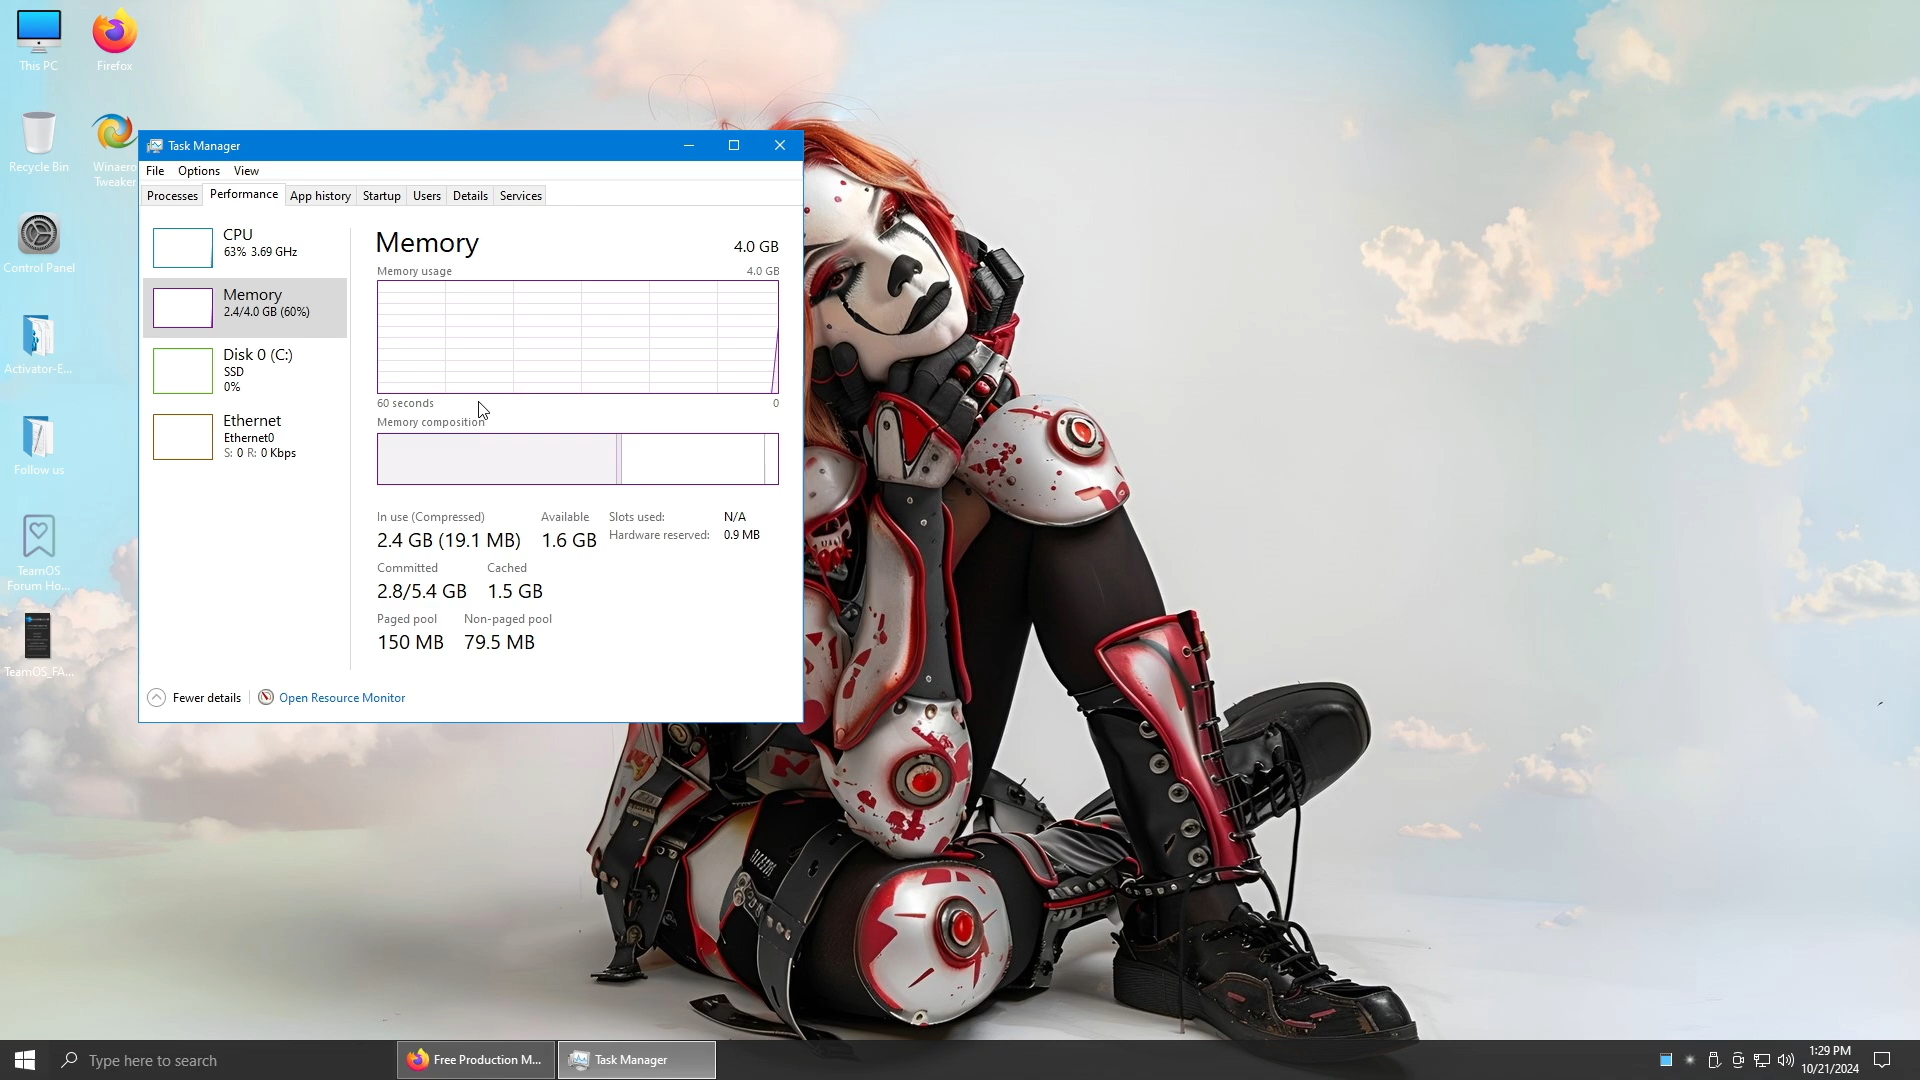 This PC
Firefox
Recycle Bin
Winaero
Tweaker
Control Panel
Activator-E...
Follow us
TeamOS
Forum Ho...
TeamOS_FA...
Task Manager
File Options View
Processes Performance App history Startup Users Details Services
CPU
63% 3.69 GHz
Memory
2.4/4.0 GB (60%)
Disk 0 (C:)
SSD
0%
Ethernet
Ethernet0
S: 0 R: 0 Kbps
Memory 4.0 GB
Memory usage 4.0 GB
60 seconds 0
Memory composition
In use (Compressed) Available Slots used: N/A
2.4 GB (19.1 MB) 1.6 GB Hardware reserved: 0.9 MB
Committed Cached
2.8/5.4 GB 1.5 GB
Paged pool Non-paged pool
150 MB 79.5 MB
Fewer details Open Resource Monitor
Type here to search
Free Production M...
Task Manager
1:29 PM
10/21/2024